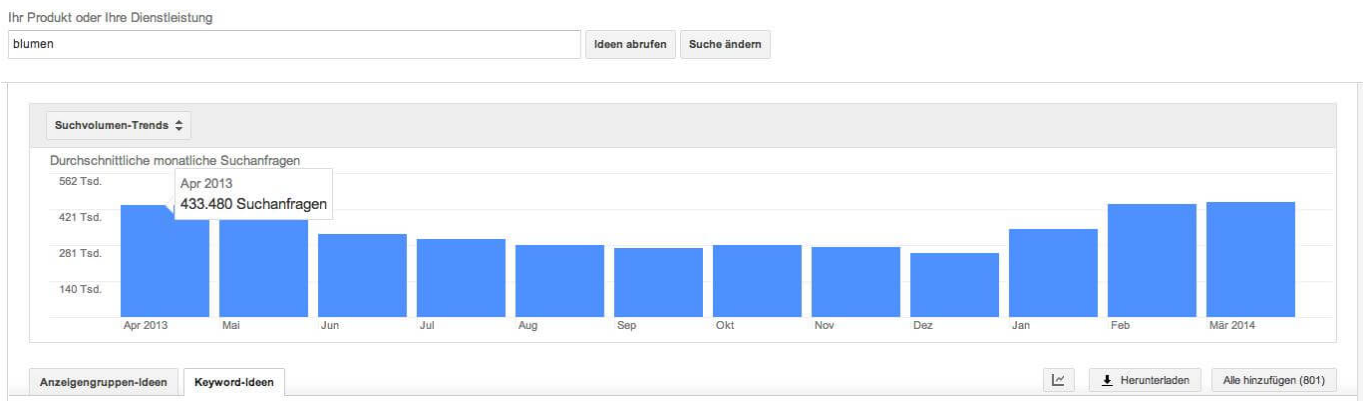 Ihr Produkt oder Ihre Dienstleistung
blumen
Ideen abrufen
Suche ändern
Suchvolumen-Trends
Durchschnittliche monatliche Suchanfragen
562 Tsd.
Apr 2013
433.480 Suchanfragen
421 Tsd.
281 Tsd.
140 Tsd.
Apr 2013 Mai Jun Jul Aug Sep Okt Nov Dez Jan Feb Mär 2014
Anzeigengruppen-Ideen
Keyword-Ideen
Herunterladen
Alle hinzufügen (801)